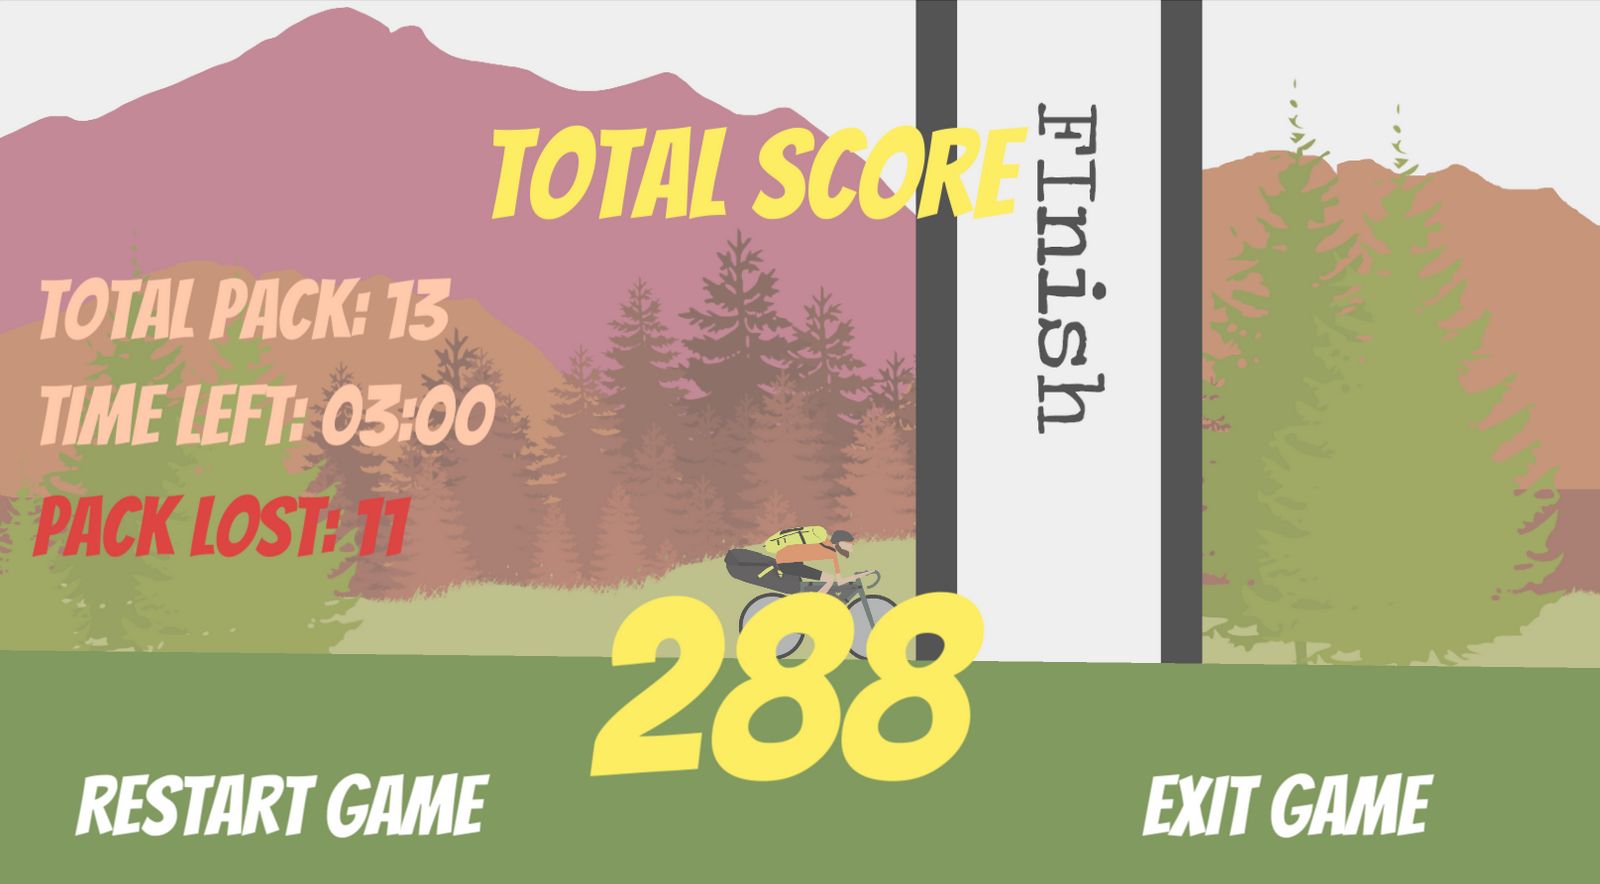 TOTAL SCORE
FInish
TOTAL PACK: 13
TIME LEFT: 03:00
PACK LOST: 11
288
RESTART GAME
EXIT GAME